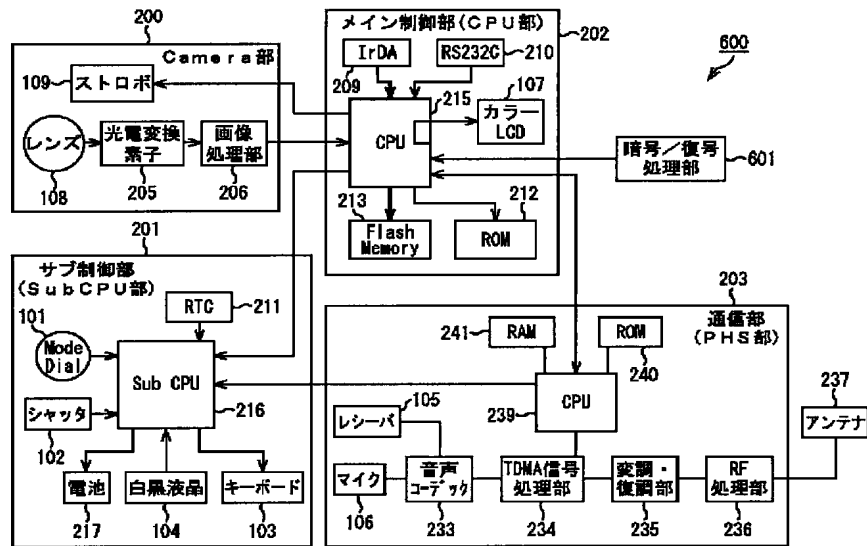 200
Camera部
109
ストロボ
レンズ
108
光電変換
素子
205
画像
処理部
206
メイン制御部(CPU部)
202
IrDA
209
RS232C
210
215
CPU
107
カラー
LCD
213
Flash
Memory
212
ROM
600
暗号/復号
処理部
601
201
サブ制御部
(SubCPU部)
RTC
211
101
Mode
Dial
Sub CPU
216
シャッタ
102
電池
217
白黒液晶
104
キーボード
103
203
通信部
(PHS部)
241
RAM
ROM
240
239
CPU
105
レシーバ
マイク
106
音声
コーデック
233
TDMA信号
処理部
234
変調・
復調部
235
RF
処理部
236
237
アンテナ